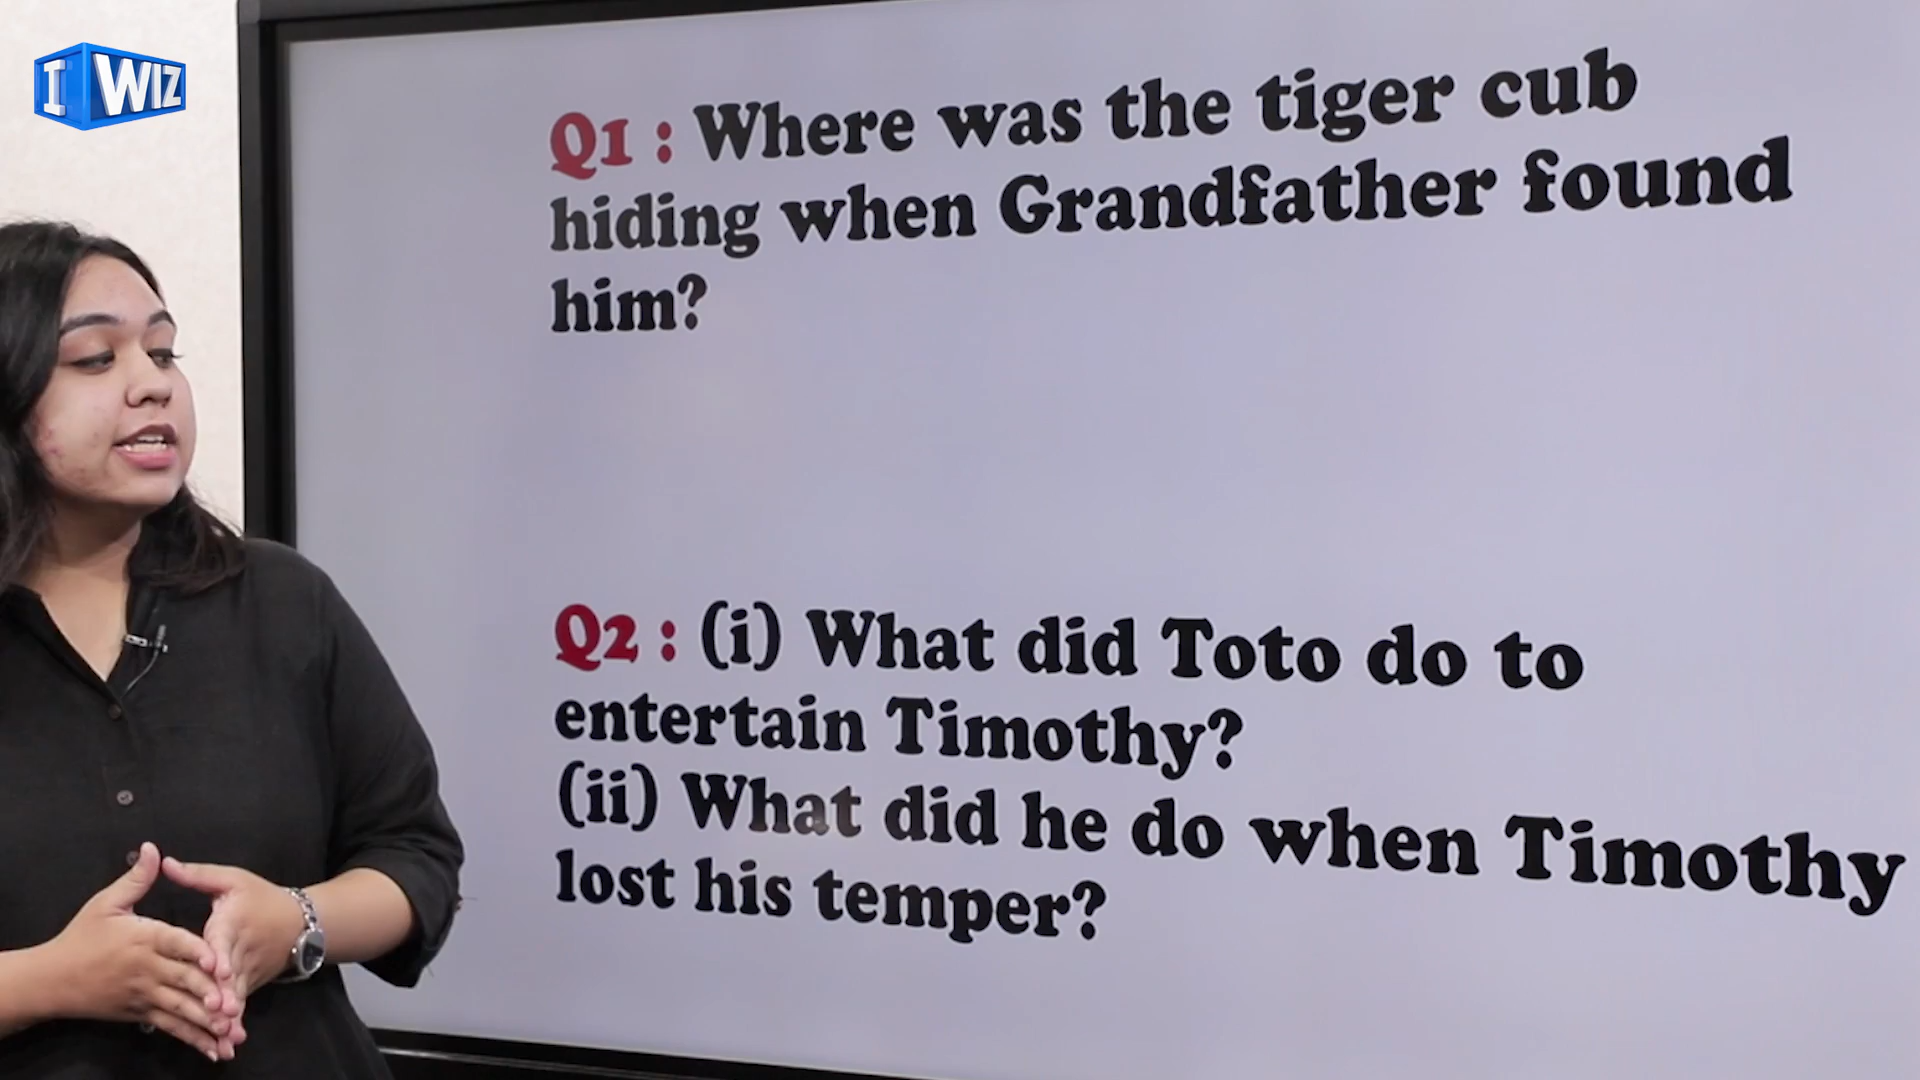 I WIZ
Q1 : Where was the tiger cub
hiding when Grandfather found
him?
Q2 : (i) What did Toto do to
entertain Timothy?
(ii) What did he do when Timothy
lost his temper?